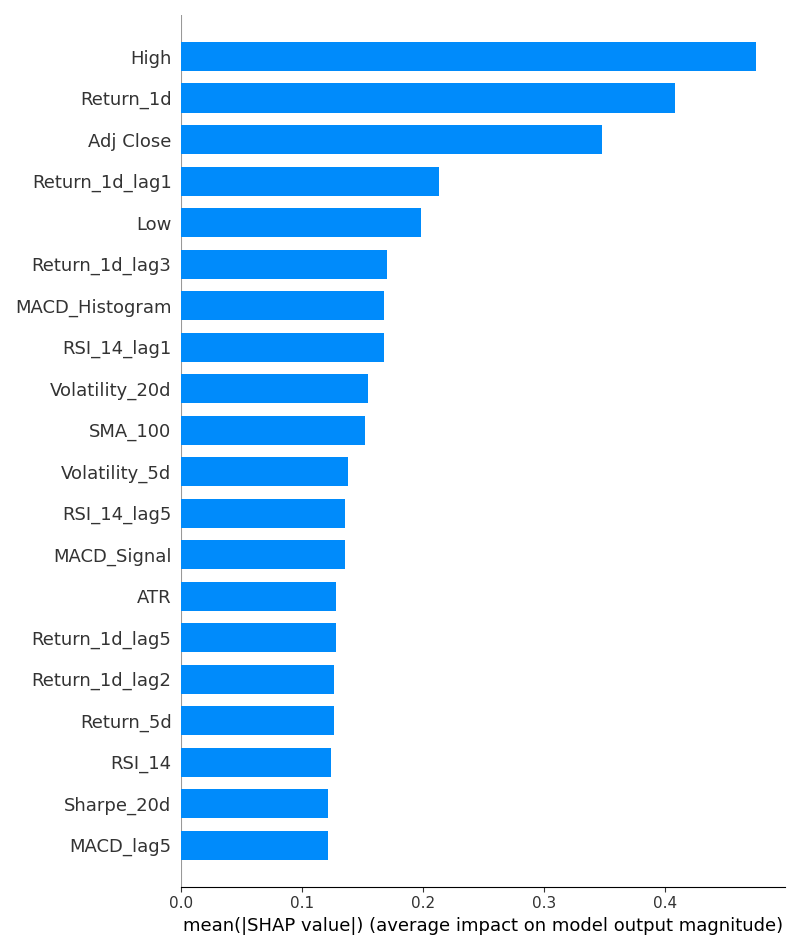 High
Return_1d
Adj Close
Return_1d_lag1
Low
Return_1d_lag3
MACD_Histogram
RSI_14_lag1
Volatility_20d
SMA_100
Volatility_5d
RSI_14_lag5
MACD_Signal
ATR
Return_1d_lag5
Return_1d_lag2
Return_5d
RSI_14
Sharpe_20d
MACD_lag5
0.0 0.1 0.2 0.3 0.4
mean(|SHAP value|) (average impact on model output magnitude)